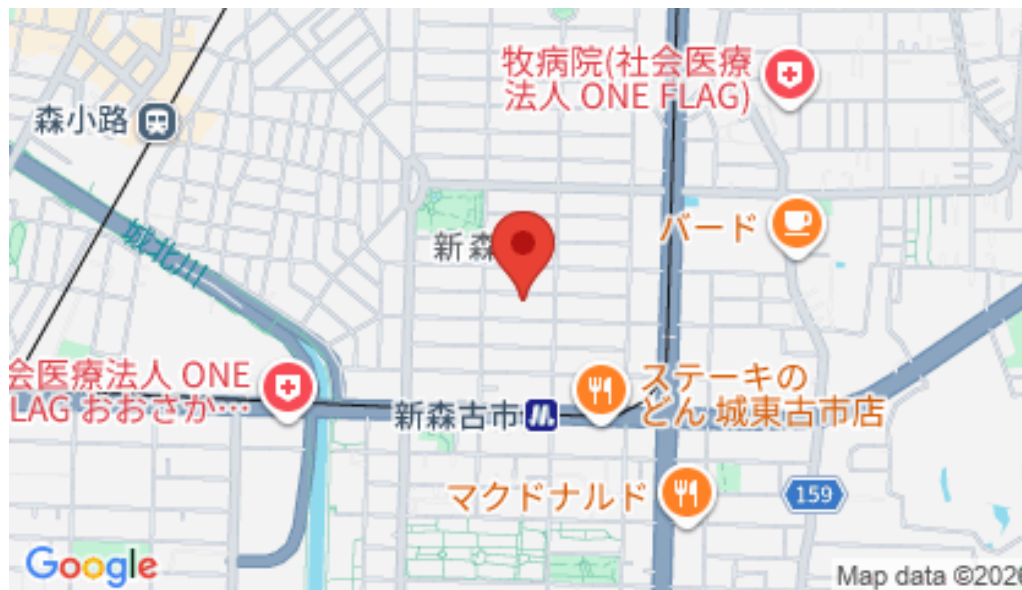 牧病院(社会医療
法人 ONE FLAG)
森小路
バード
城北川
新森
会医療法人 ONE
LAG おおさか…
ステーキの
どん 城東古市店
新森古市
マクドナルド
159
Google
Map data ©2026